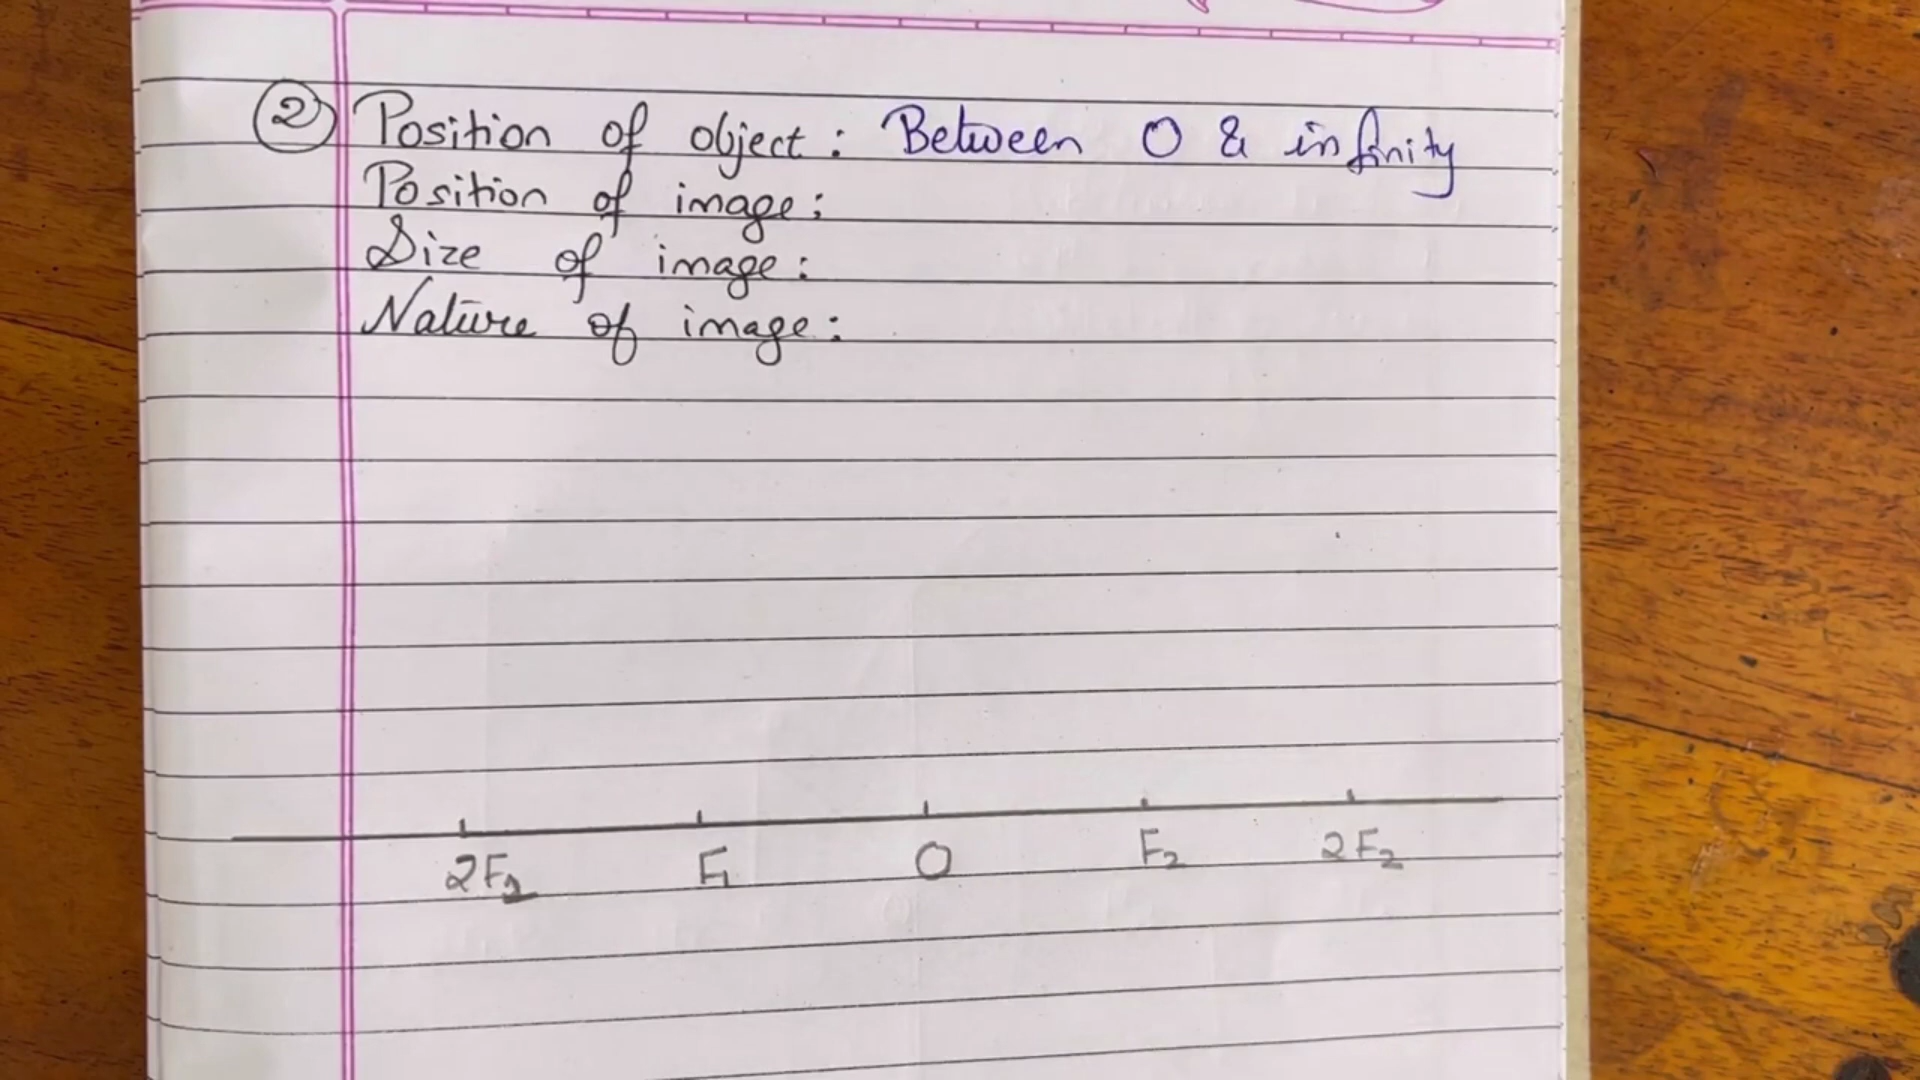 ② Position of object : Between O & infinity
Position of image :
Size of image :
Nature of image :
2F₂ F₁ O F₂ 2F₂